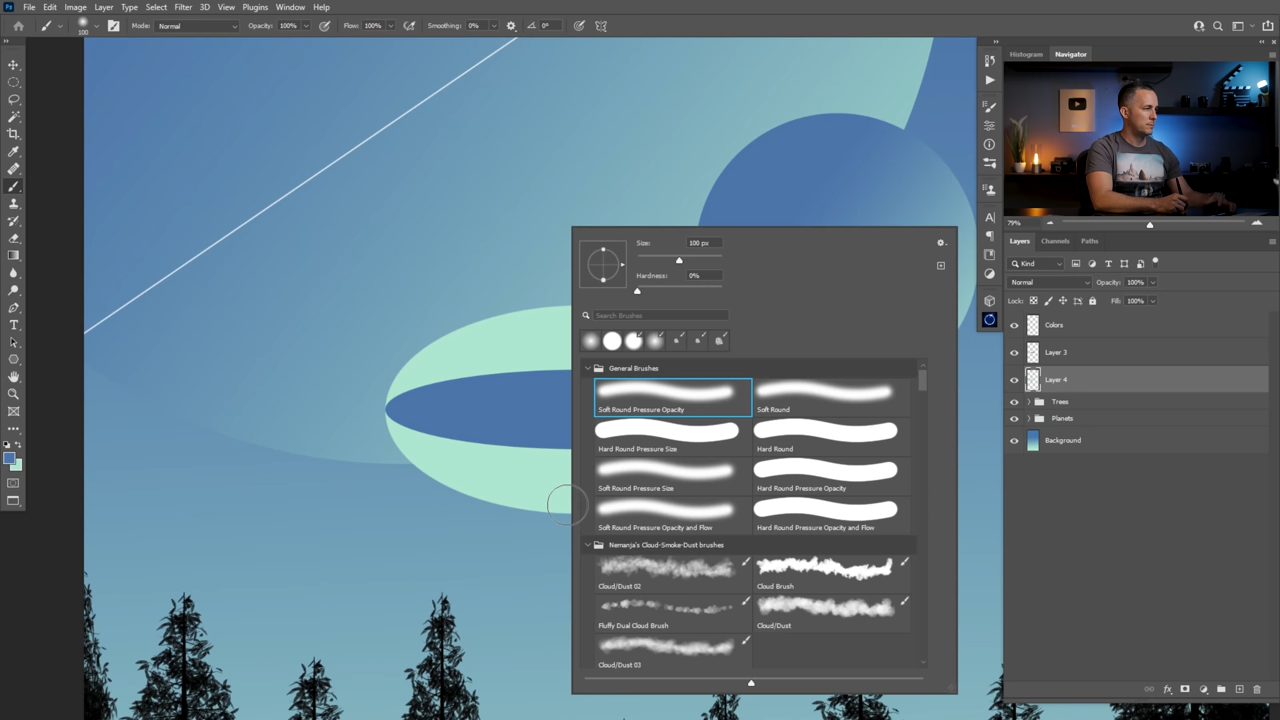 Ps File Edit Image Layer Type Select Filter 3D View Plugins Window Help
100 Mode: Normal Opacity: 100% Flow: 100% Smoothing: 0% 0°
Histogram Navigator
79%
Layers Channels Paths
Kind
Normal Opacity: 100%
Lock: Fill: 100%
Colors
Layer 3
Layer 4
Trees
Planets
Background
Size: 100 px
Hardness: 0%
Search Brushes
General Brushes
Soft Round Pressure Opacity Soft Round
Hard Round Pressure Size Hard Round
Soft Round Pressure Size Hard Round Pressure Opacity
Soft Round Pressure Opacity and Flow Hard Round Pressure Opacity and Flow
Nemanja's Cloud-Smoke-Dust brushes
Cloud/Dust 02 Cloud Brush
Fluffy Dual Cloud Brush Cloud/Dust
Cloud/Dust 03